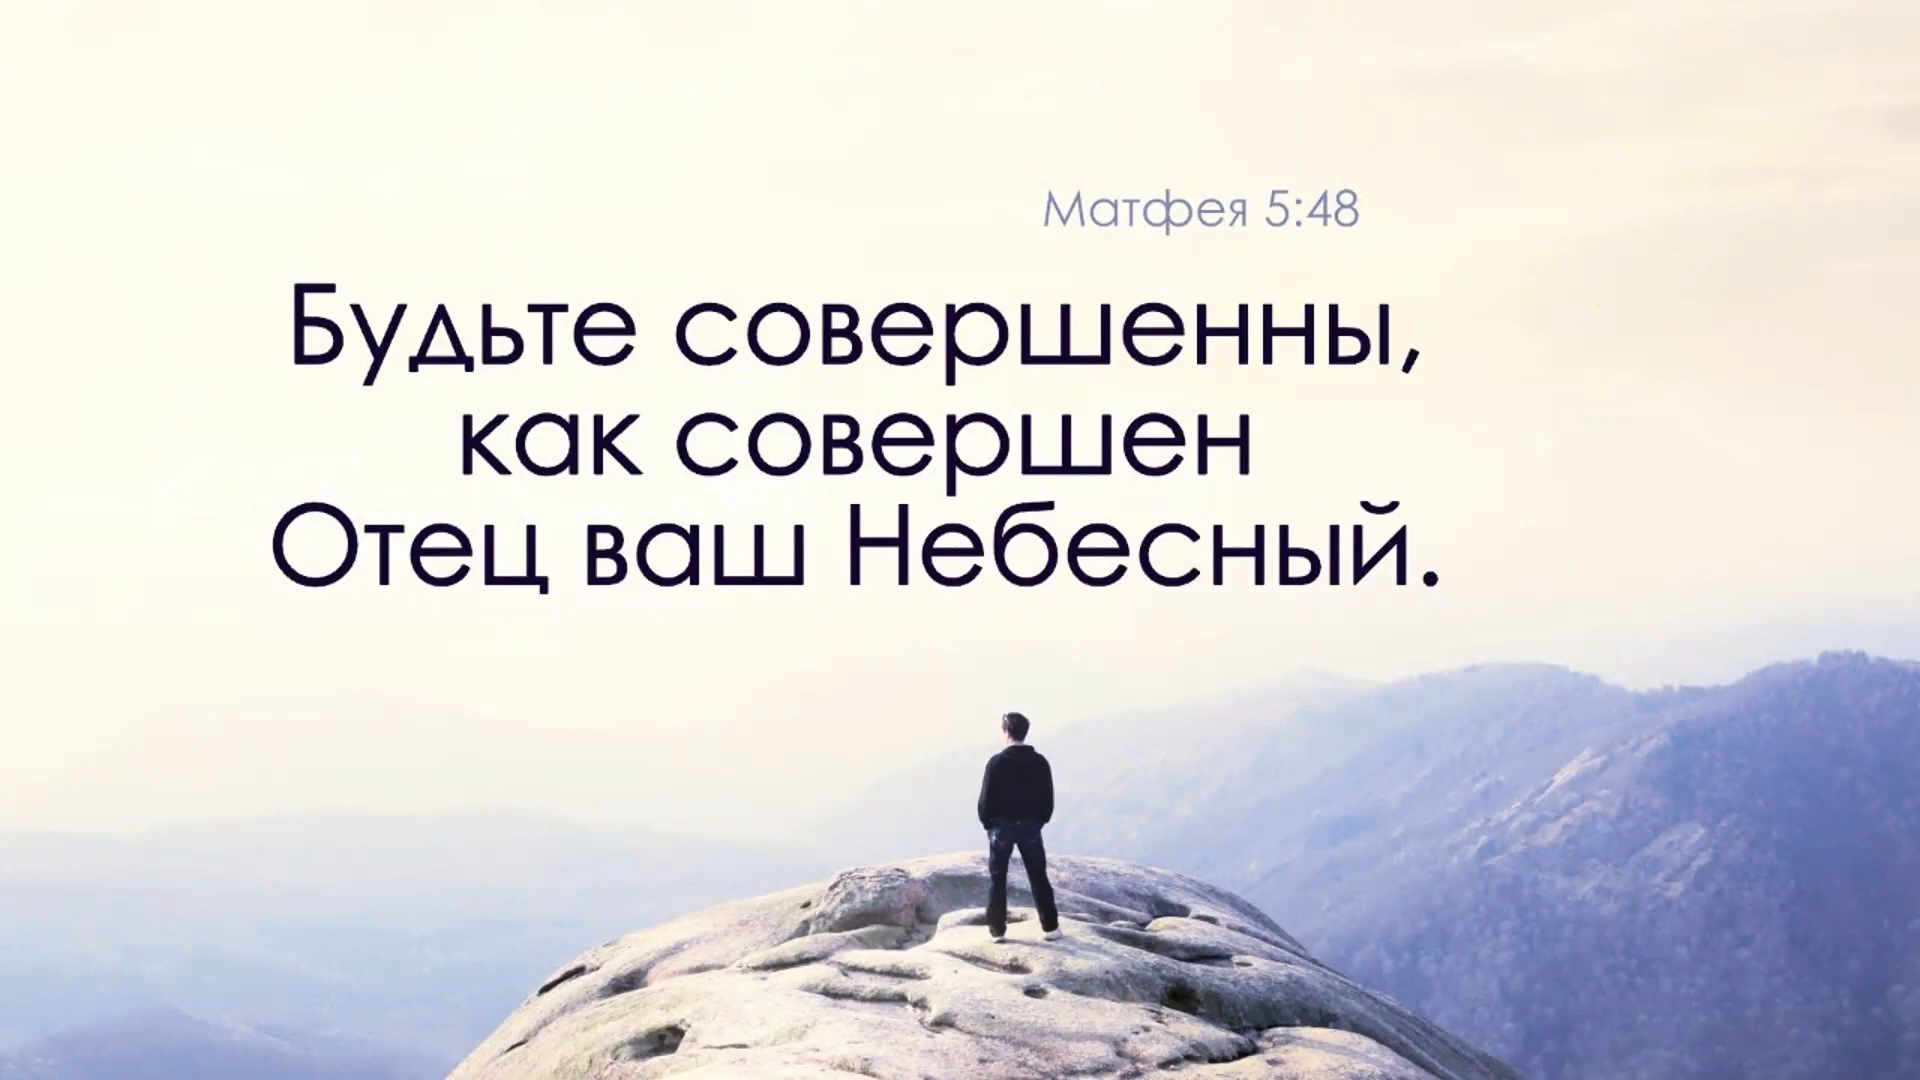 Матфея 5:48
Будьте совершенны,
как совершен
Отец ваш Небесный.